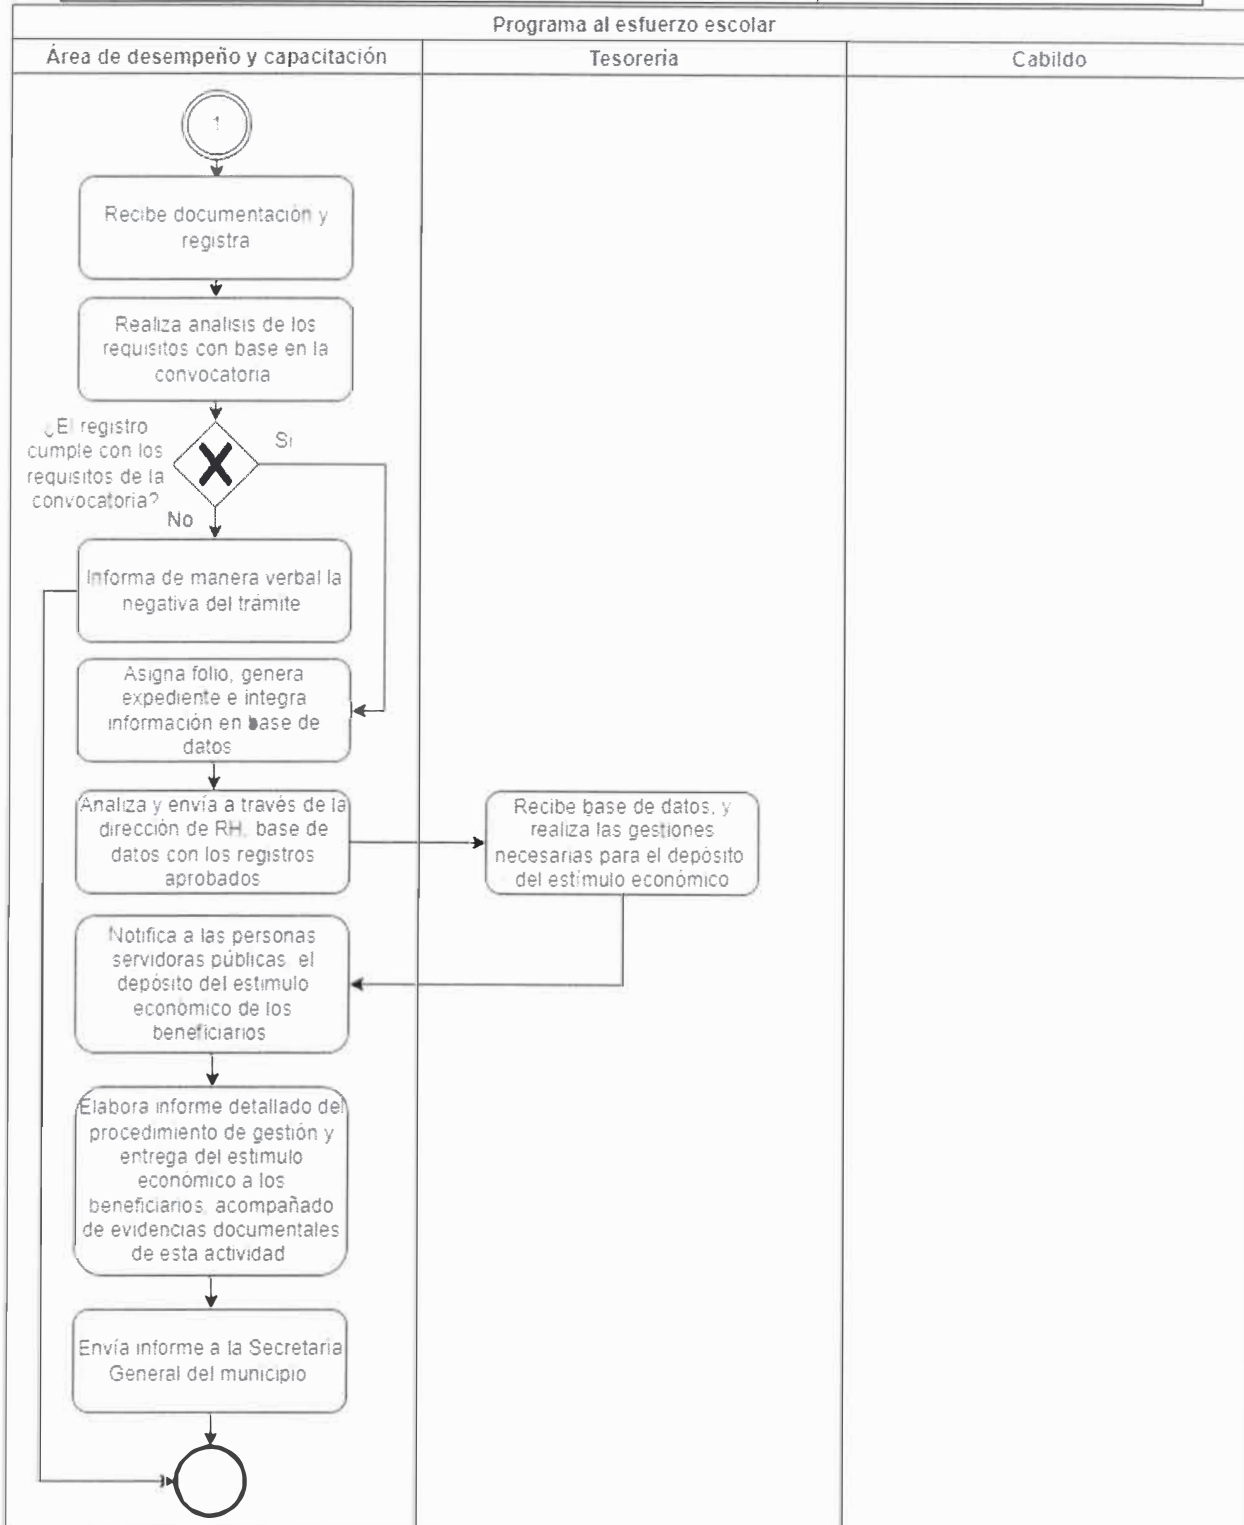 Programa al esfuerzo escolar
Área de desempeño y capacitación
Tesoreria
Cabildo
1
Recibe documentación y
registra
Realiza analisis de los
requisitos con base en la
convocatoria
¿El registro
cumple con los
requisitos de la
convocatoria?
Si
No
Informa de manera verbal la
negativa del trámite
Asigna folio, genera
expediente e integra
información en base de
datos
Analiza y envía a través de la
dirección de RH, base de
datos con los registros
aprobados
Recibe base de datos, y
realiza las gestiones
necesarias para el depósito
del estímulo económico
Notifica a las personas
servidoras públicas, el
depósito del estimulo
económico de los
beneficiarios
Elabora informe detallado del
procedimiento de gestión y
entrega del estimulo
económico a los
beneficiarios, acompañado
de evidencias documentales
de esta actividad
Envía informe a la Secretaria
General del municipio